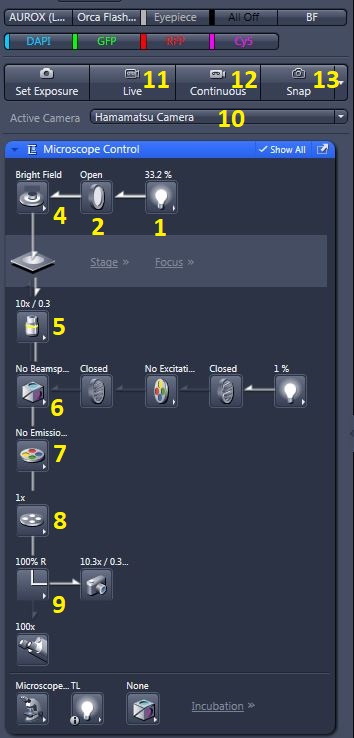 AUROX (L... Orca Flash... Eyepiece All Off BF
DAPI GFP RFP Cy5
11 12 13
Set Exposure Live Continuous Snap
Active Camera Hamamatsu Camera
10
Microscope Control Show All
Bright Field Open 33.2 %
4 2 1
Stage » Focus »
10x / 0.3
5
No Beamsp... Closed No Excitati... Closed 1 %
6
No Emissio...
7
1x
8
100% R 10.3x / 0.3...
9
100x
Microscope... TL None
Incubation »